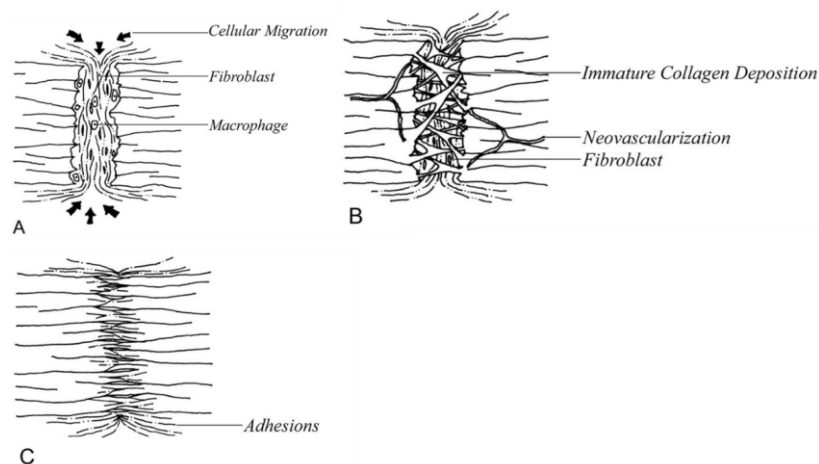 Cellular Migration
Fibroblast
Macrophage
A
Immature Collagen Deposition
Neovascularization
Fibroblast
B
Adhesions
C